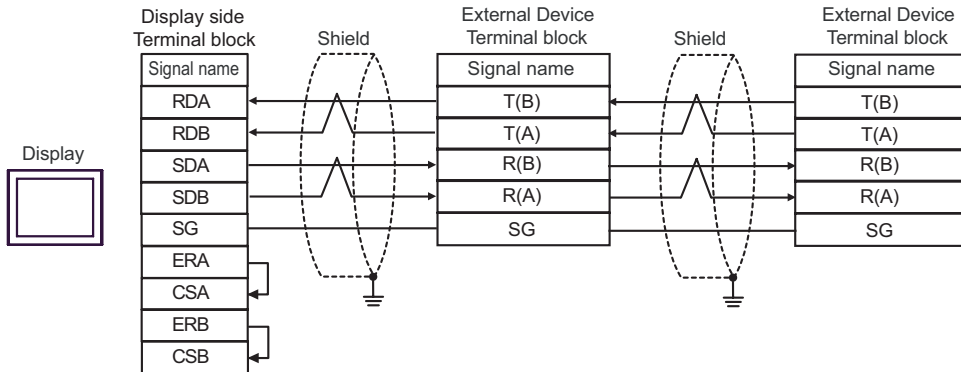 Display side
Terminal block
Shield
External Device
Terminal block
Shield
External Device
Terminal block
Signal name
Signal name
Signal name
RDA
T(B)
T(B)
RDB
T(A)
T(A)
Display
SDA
R(B)
R(B)
SDB
R(A)
R(A)
SG
SG
SG
ERA
CSA
ERB
CSB